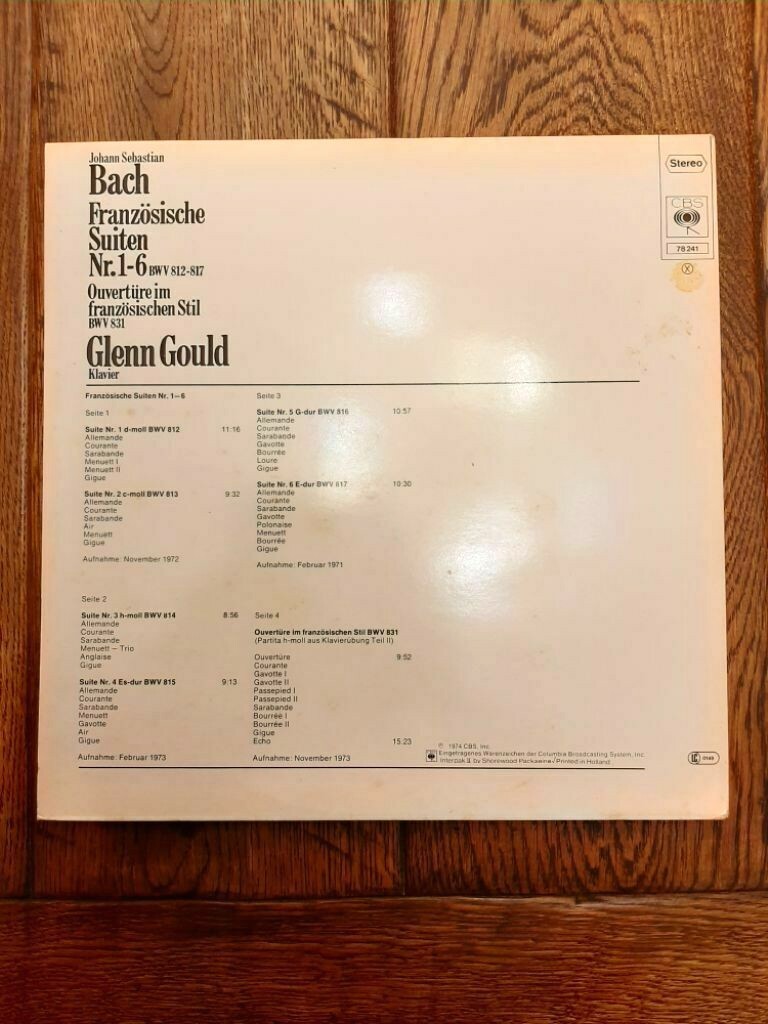 Johann Sebastian
Bach
Französische
Suiten
Nr.1-6 BWV 812-817
Ouvertüre im
französischen Stil
BWV 831
Glenn Gould
Klavier
Stereo
CBS
78 241
X
Französische Suiten Nr. 1—6
Seite 1
Suite Nr. 1 d-moll BWV 812 11:16
Allemande
Courante
Sarabande
Menuett I
Menuett II
Gigue
Suite Nr. 2 c-moll BWV 813 9:32
Allemande
Courante
Sarabande
Air
Menuett
Gigue
Aufnahme: November 1972
Seite 2
Suite Nr. 3 h-moll BWV 814 8:56
Allemande
Courante
Sarabande
Menuett — Trio
Anglaise
Gigue
Suite Nr. 4 Es-dur BWV 815 9:13
Allemande
Courante
Sarabande
Menuett
Gavotte
Air
Gigue
Aufnahme: Februar 1973
Seite 3
Suite Nr. 5 G-dur BWV 816 10:57
Allemande
Courante
Sarabande
Gavotte
Bourrée
Loure
Gigue
Suite Nr. 6 E-dur BWV 817 10:30
Allemande
Courante
Sarabande
Gavotte
Polonaise
Menuett
Bourrée
Gigue
Aufnahme: Februar 1971
Seite 4
Ouvertüre im französischen Stil BWV 831
(Partita h-moll aus Klavierübung Teil II)
Ouvertüre 9:52
Courante
Gavotte I
Gavotte II
Passepied I
Passepied II
Sarabande
Bourrée I
Bourrée II
Gigue
Echo 15:23
Aufnahme: November 1973
℗ 1974 CBS, Inc.
Eingetragenes Warenzeichen der Columbia Broadcasting System, Inc.
Interpak II by Shorewood Packaging Printed in Holland